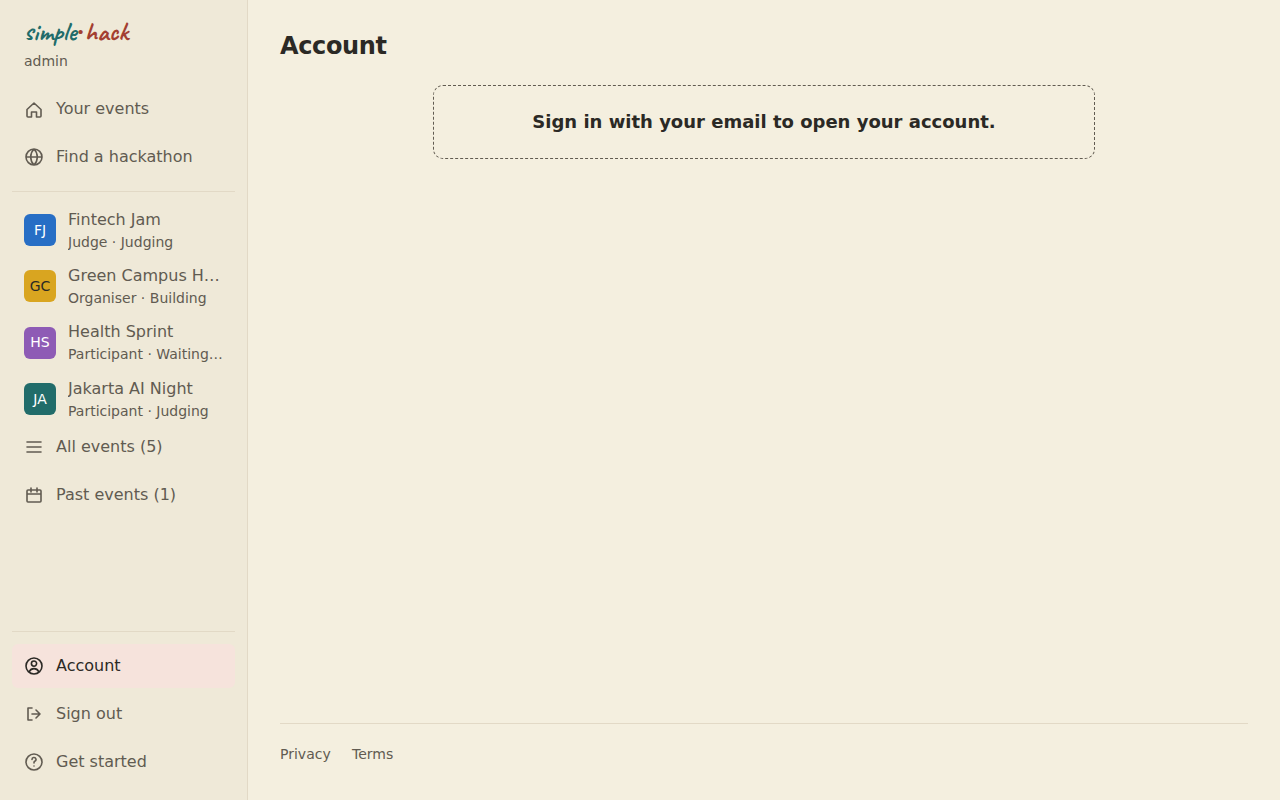 simple·hack
admin
Your events
Find a hackathon
FJ
Fintech Jam
Judge · Judging
GC
Green Campus H…
Organiser · Building
HS
Health Sprint
Participant · Waiting…
JA
Jakarta AI Night
Participant · Judging
All events (5)
Past events (1)
Account
Sign out
Get started
Account
Sign in with your email to open your account.
Privacy Terms